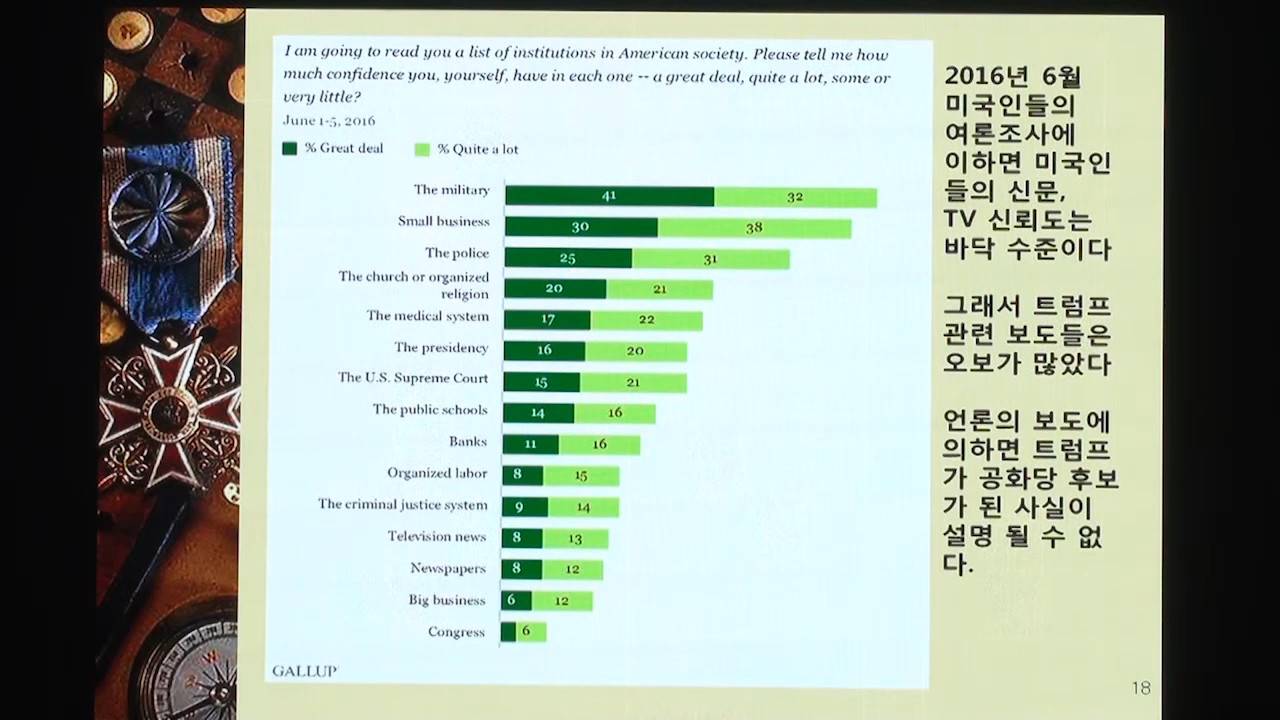 I am going to read you a list of institutions in American society. Please tell me how
much confidence you, yourself, have in each one -- a great deal, quite a lot, some or
very little?
June 1-5, 2016
% Great deal % Quite a lot
The military 41 32
Small business 30 38
The police 25 31
The church or organized
religion 20 21
The medical system 17 22
The presidency 16 20
The U.S. Supreme Court 15 21
The public schools 14 16
Banks 11 16
Organized labor 8 15
The criminal justice system 9 14
Television news 8 13
Newspapers 8 12
Big business 6 12
Congress 6
GALLUP
2016년 6월
미국인들의
여론조사에
이하면 미국인
들의 신문,
TV 신뢰도는
바닥 수준이다
그래서 트럼프
관련 보도들은
오보가 많았다
언론의 보도에
의하면 트럼프
가 공화당 후보
가 된 사실이
설명 될 수 없
다.
18